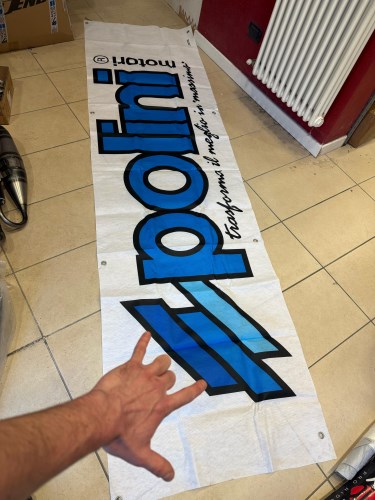 polini
motori ®
trasforma il meglio in "massimo"